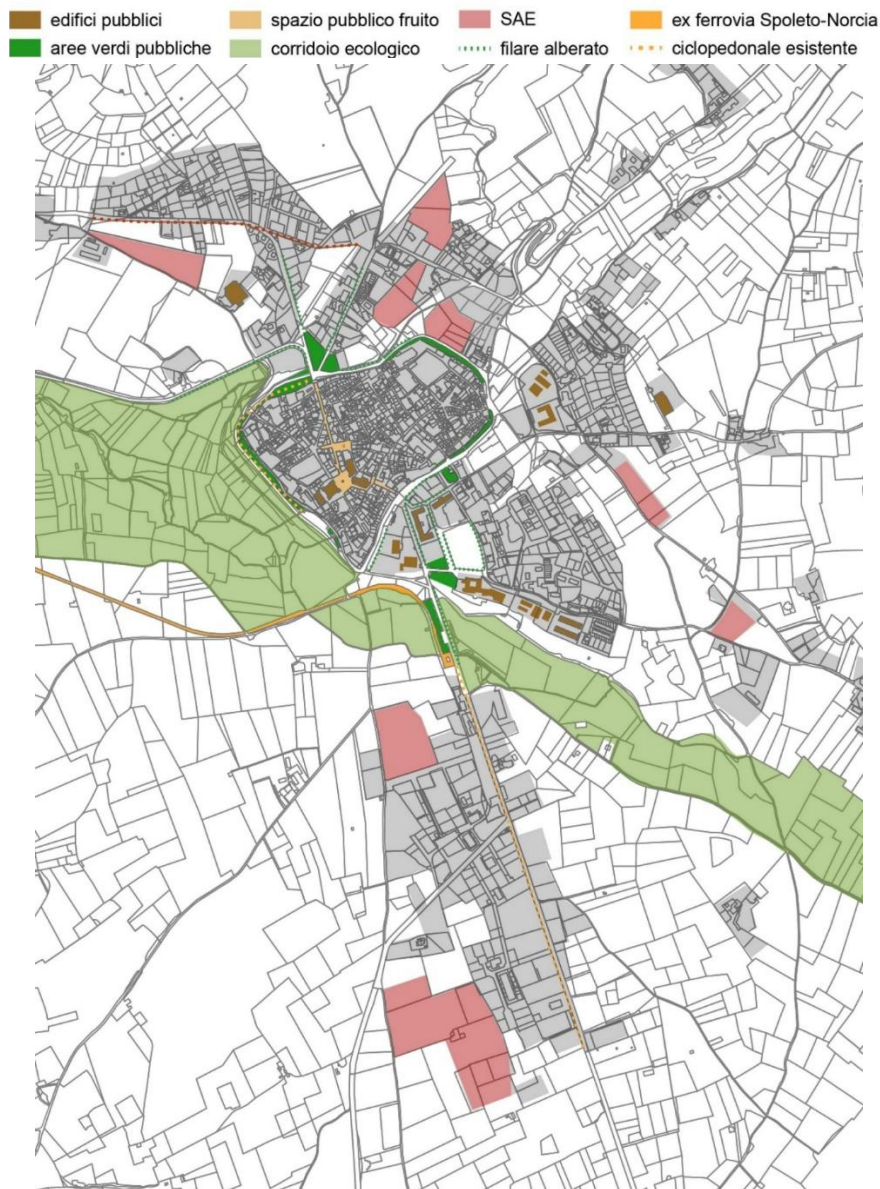 edifici pubblici spazio pubblico fruito SAE ex ferrovia Spoleto-Norcia
aree verdi pubbliche corridoio ecologico filare alberato ciclopedonale esistente